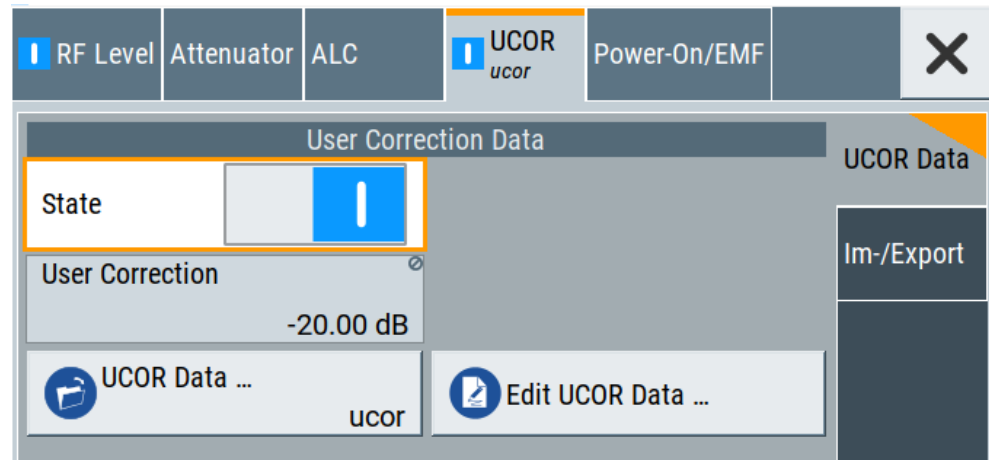 RF Level
Attenuator
ALC
UCOR
ucor
Power-On/EMF
User Correction Data
UCOR Data
State
Im-/Export
User Correction
-20.00 dB
UCOR Data ...
ucor
Edit UCOR Data ...